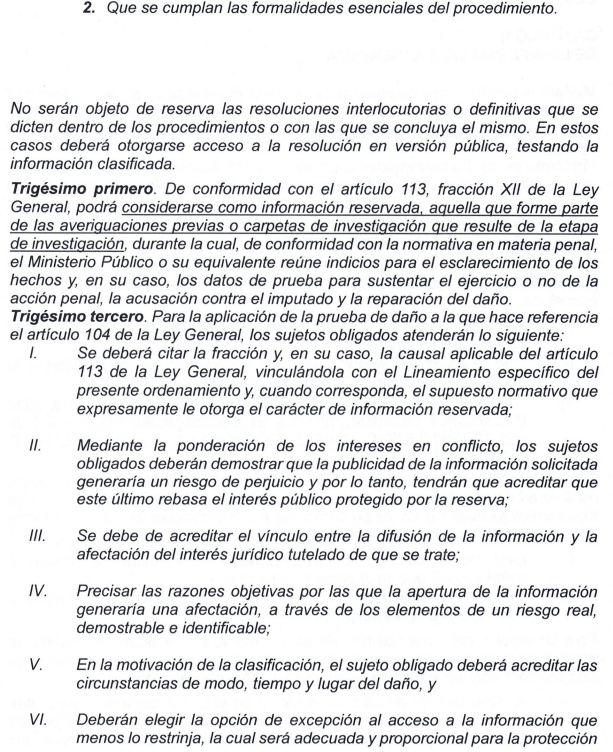 2. Que se cumplan las formalidades esenciales del procedimiento.
No serán objeto de reserva las resoluciones interlocutorias o definitivas que se
dicten dentro de los procedimientos o con las que se concluya el mismo. En estos
casos deberá otorgarse acceso a la resolución en versión pública, testando la
información clasificada.
Trigésimo primero. De conformidad con el artículo 113, fracción XII de la Ley
General, podrá considerarse como información reservada, aquella que forme parte
de las averiguaciones previas o carpetas de investigación que resulte de la etapa
de investigación, durante la cual, de conformidad con la normativa en materia penal,
el Ministerio Público o su equivalente reúne indicios para el esclarecimiento de los
hechos y, en su caso, los datos de prueba para sustentar el ejercicio o no de la
acción penal, la acusación contra el imputado y la reparación del daño.
Trigésimo tercero. Para la aplicación de la prueba de daño a la que hace referencia
el artículo 104 de la Ley General, los sujetos obligados atenderán lo siguiente:
I. Se deberá citar la fracción y, en su caso, la causal aplicable del artículo
113 de la Ley General, vinculándola con el Lineamiento específico del
presente ordenamiento y, cuando corresponda, el supuesto normativo que
expresamente le otorga el carácter de información reservada;
II. Mediante la ponderación de los intereses en conflicto, los sujetos
obligados deberán demostrar que la publicidad de la información solicitada
generaría un riesgo de perjuicio y por lo tanto, tendrán que acreditar que
este último rebasa el interés público protegido por la reserva;
III. Se debe de acreditar el vínculo entre la difusión de la información y la
afectación del interés jurídico tutelado de que se trate;
IV. Precisar las razones objetivas por las que la apertura de la información
generaría una afectación, a través de los elementos de un riesgo real,
demostrable e identificable;
V. En la motivación de la clasificación, el sujeto obligado deberá acreditar las
circunstancias de modo, tiempo y lugar del daño, y
VI. Deberán elegir la opción de excepción al acceso a la información que
menos lo restrinja, la cual será adecuada y proporcional para la protección